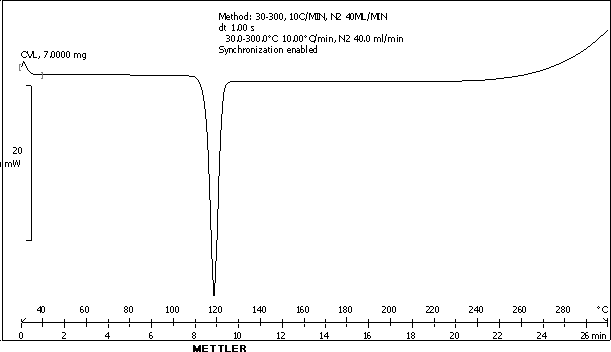 Method: 30-300, 10C/MIN, N2 40ML/MIN
dt 1.00 s
30.0-300.0°C 10.00°C/min, N2 40.0 ml/min
Synchronization enabled
CVL, 7.0000 mg
20
mW
40 60 80 100 120 140 160 180 200 220 240 260 280 °C
0 2 4 6 8 10 12 14 16 18 20 22 24 26 min
METTLER